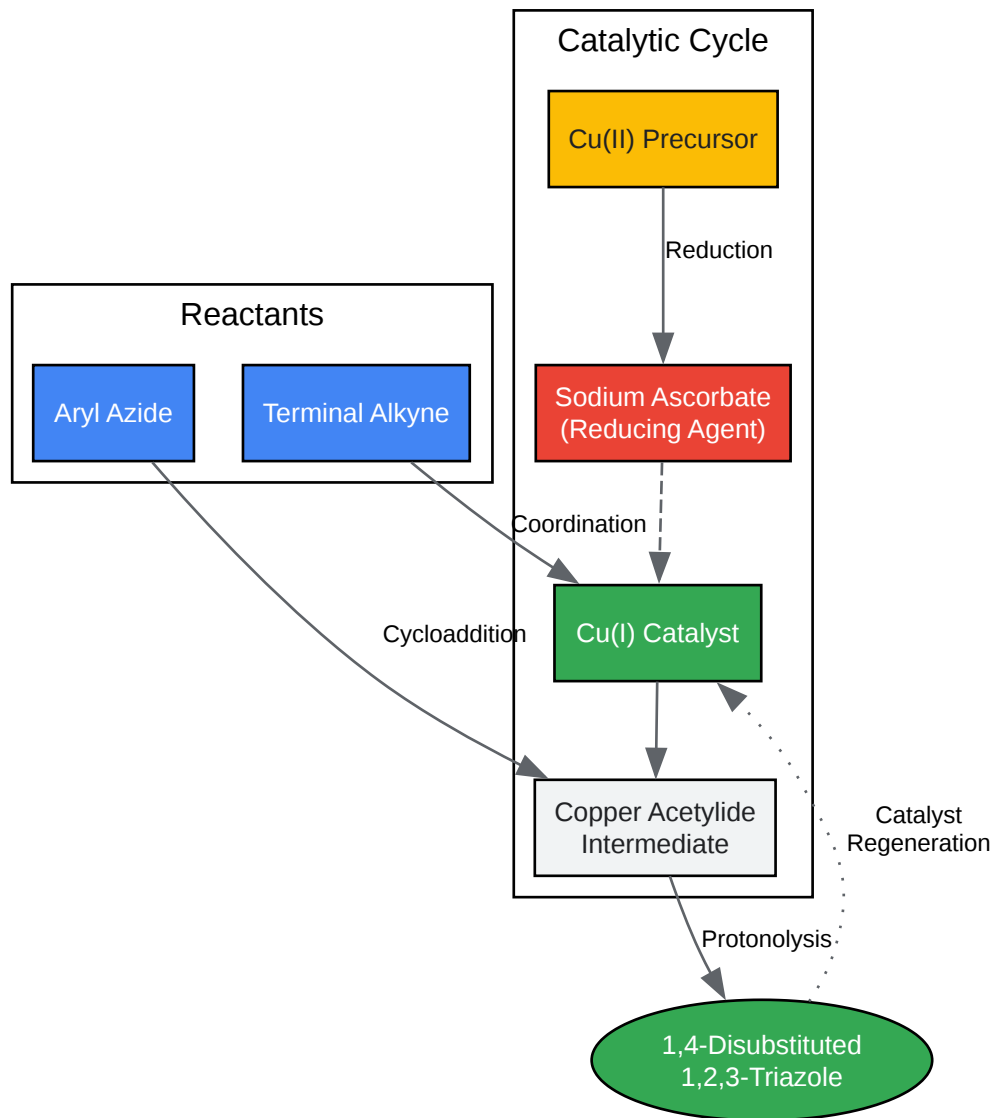 Catalytic Cycle
Cu(II) Precursor
Reduction
Reactants
Aryl Azide
Terminal Alkyne
Sodium Ascorbate
(Reducing Agent)
Coordination
Cu(I) Catalyst
Cycloaddition
Copper Acetylide
Intermediate
Catalyst
Regeneration
Protonolysis
1,4-Disubstituted
1,2,3-Triazole